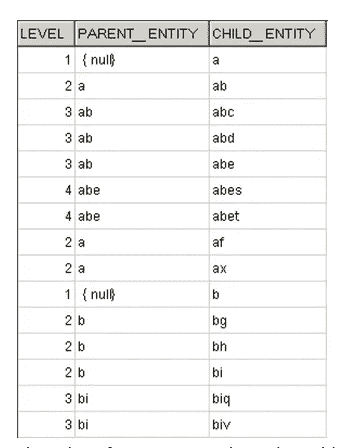 LEVEL PARENT__ENTITY CHILD__ENTITY
1 { null} a
2 a ab
3 ab abc
3 ab abd
3 ab abe
4 abe abes
4 abe abet
2 a af
2 a ax
1 { null} b
2 b bg
2 b bh
2 b bi
3 bi biq
3 bi biv